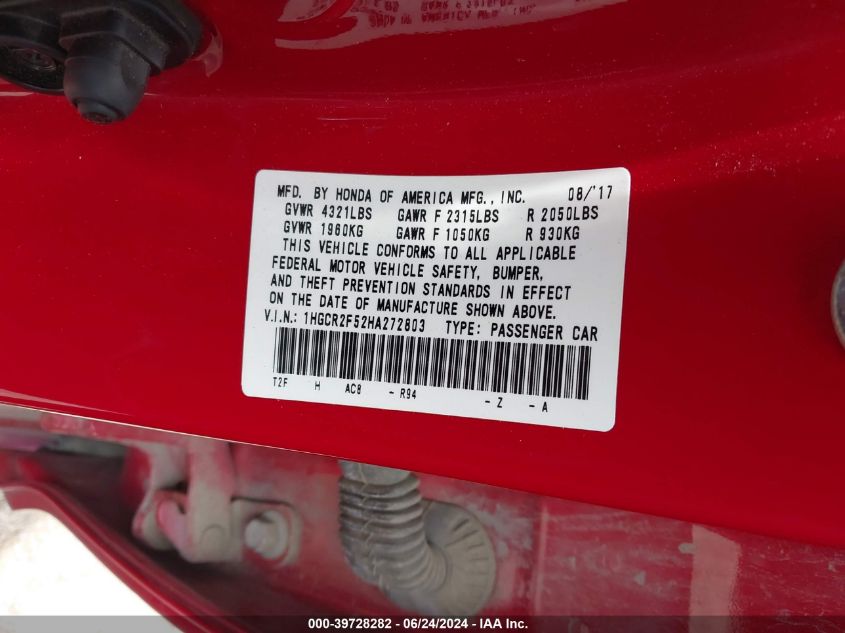 MFD. BY HONDA OF AMERICA MFG., INC. 08/'17
GVWR 4321LBS GAWR F 2315LBS R 2050LBS
GVWR 1960KG GAWR F 1050KG R 930KG
THIS VEHICLE CONFORMS TO ALL APPLICABLE
FEDERAL MOTOR VEHICLE SAFETY, BUMPER,
AND THEFT PREVENTION STANDARDS IN EFFECT
ON THE DATE OF MANUFACTURE SHOWN ABOVE.
V.I.N.: 1HGCR2F52HA272803 TYPE: PASSENGER CAR
T2F H AC8 - R94 - Z - A
000-39728282 - 06/24/2024 - IAA Inc.